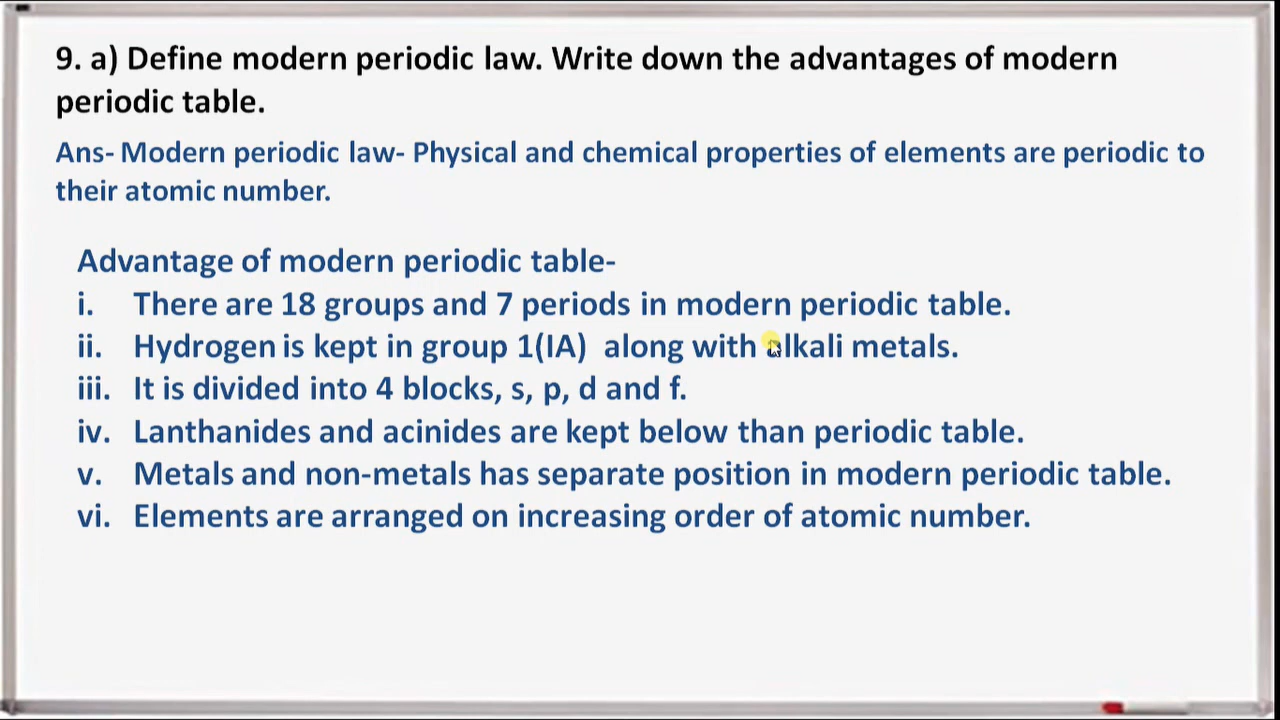 9. a) Define modern periodic law. Write down the advantages of modern
periodic table.
Ans- Modern periodic law- Physical and chemical properties of elements are periodic to
their atomic number.
Advantage of modern periodic table-
i. There are 18 groups and 7 periods in modern periodic table.
ii. Hydrogen is kept in group 1(IA) along with alkali metals.
iii. It is divided into 4 blocks, s, p, d and f.
iv. Lanthanides and acinides are kept below than periodic table.
v. Metals and non-metals has separate position in modern periodic table.
vi. Elements are arranged on increasing order of atomic number.